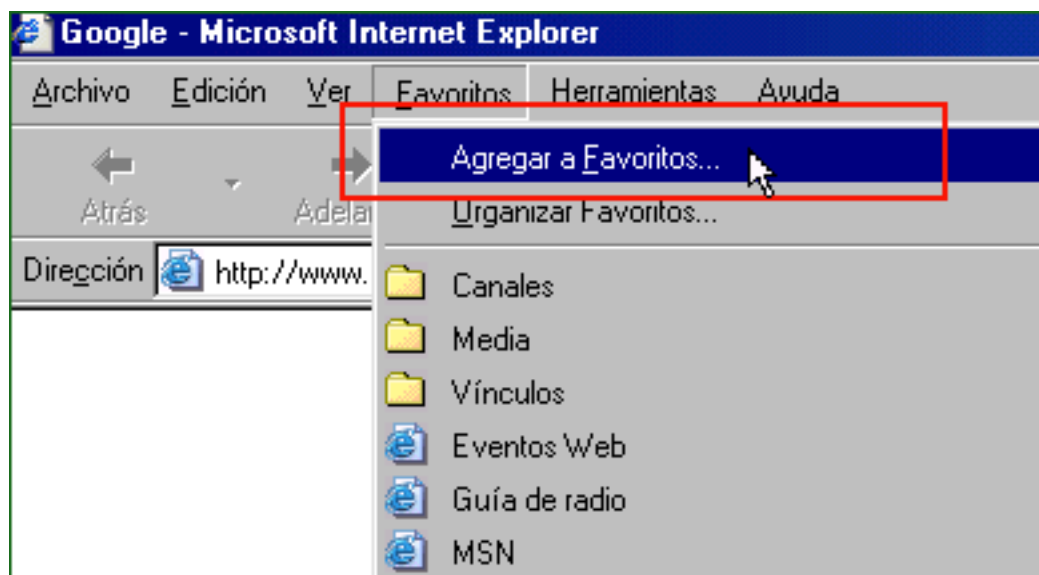 Google - Microsoft Internet Explorer
Archivo Edición Ver Favoritos Herramientas Ayuda
Agregar a Favoritos...
Atrás Adela
Organizar Favoritos...
Dirección http://www.
Canales
Media
Vínculos
Eventos Web
Guía de radio
MSN